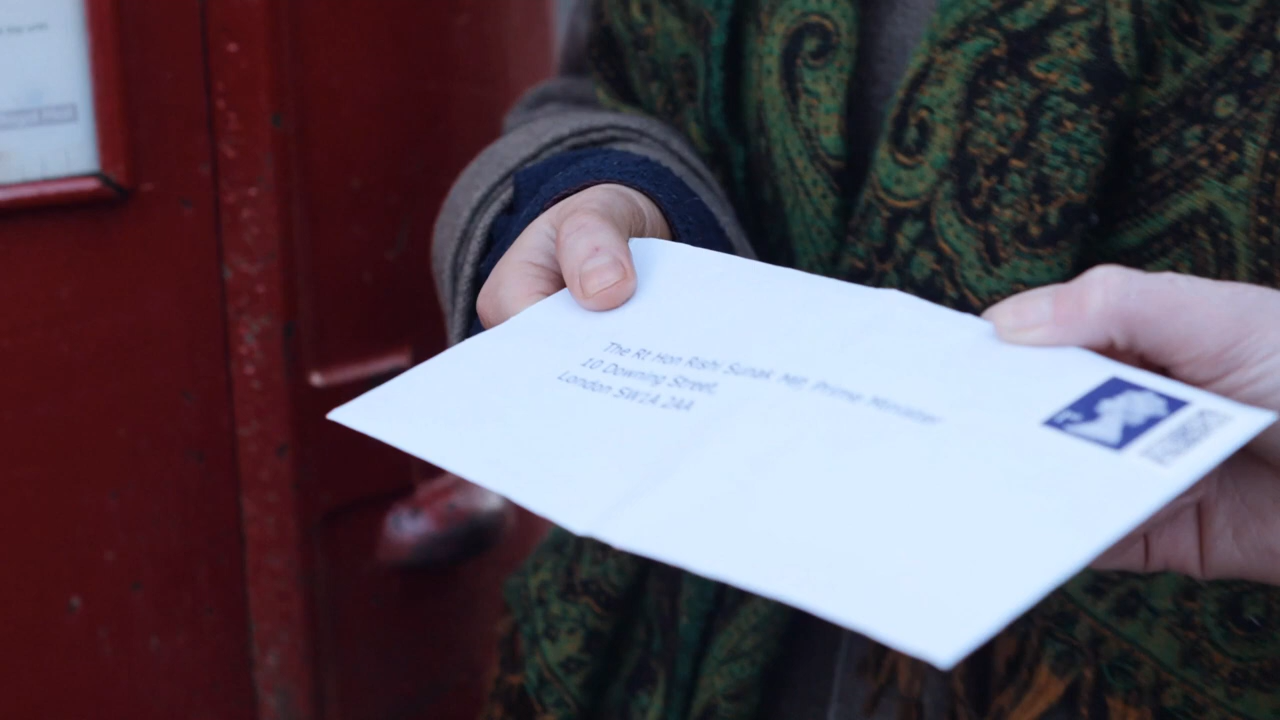 The Rt Hon Rishi Sunak MP, Prime Minister
10 Downing Street,
London SW1A 2AA